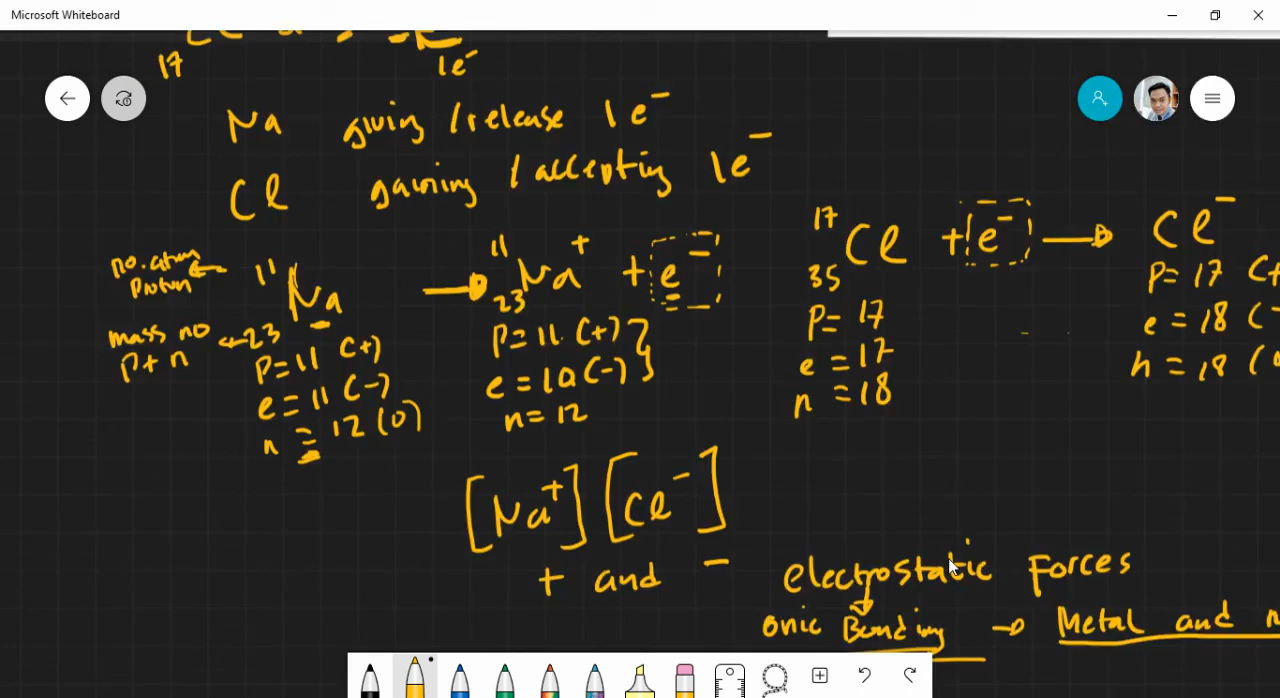 Microsoft Whiteboard
17
1e⁻
Na giving /release 1e⁻
Cl gaining /accepting 1e⁻
no. atom
Proton ← 11 Na → 11 Na⁺ + e⁻
mass no ← 23
p + n
P = 11 (+)
e = 11 (-)
n = 12 (0)
23
P = 11 (+)
e = 10 (-)
n = 12
17 Cl + e⁻ → Cl⁻
35
P = 17
e = 17
n = 18
P = 17 (+
e = 18 (-
n = 18 (
[Na⁺] [Cl⁻]
+ and -
electrostatic Forces
onic Bonding → Metal and n